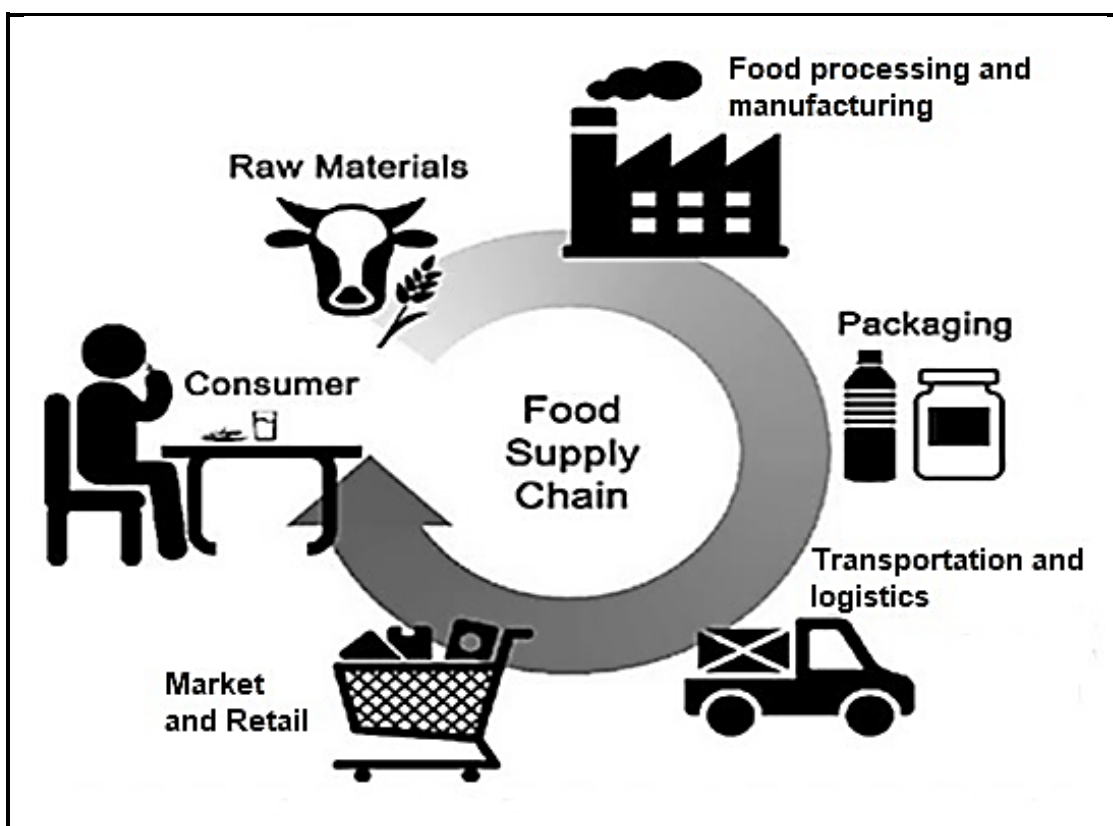 Food processing and
manufacturing
Raw Materials
Packaging
Consumer
Food
Supply
Chain
Transportation and
logistics
Market
and Retail